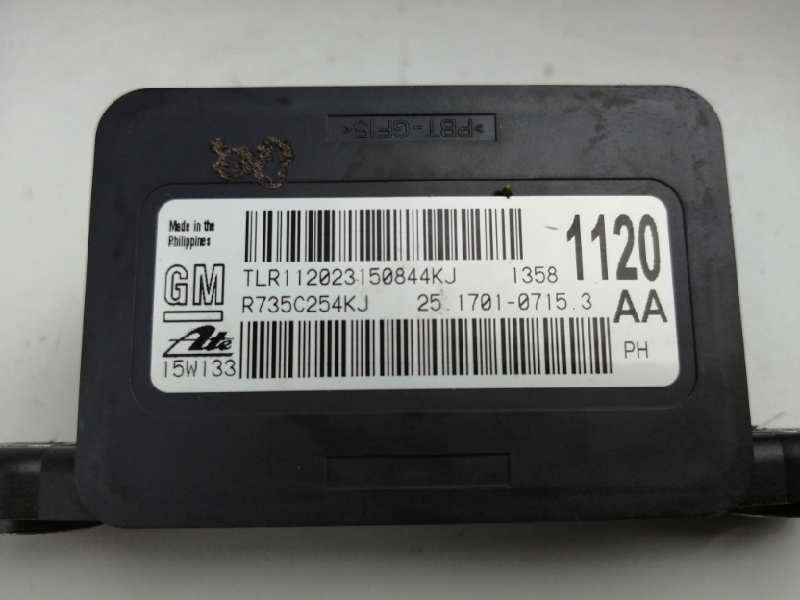 >PBT-GF15<
Made in the
Philippines
GM
TLR112023150844KJ 1358
R735C254KJ 25.1701-0715.3
1120
AA
Ate
15W133
PH